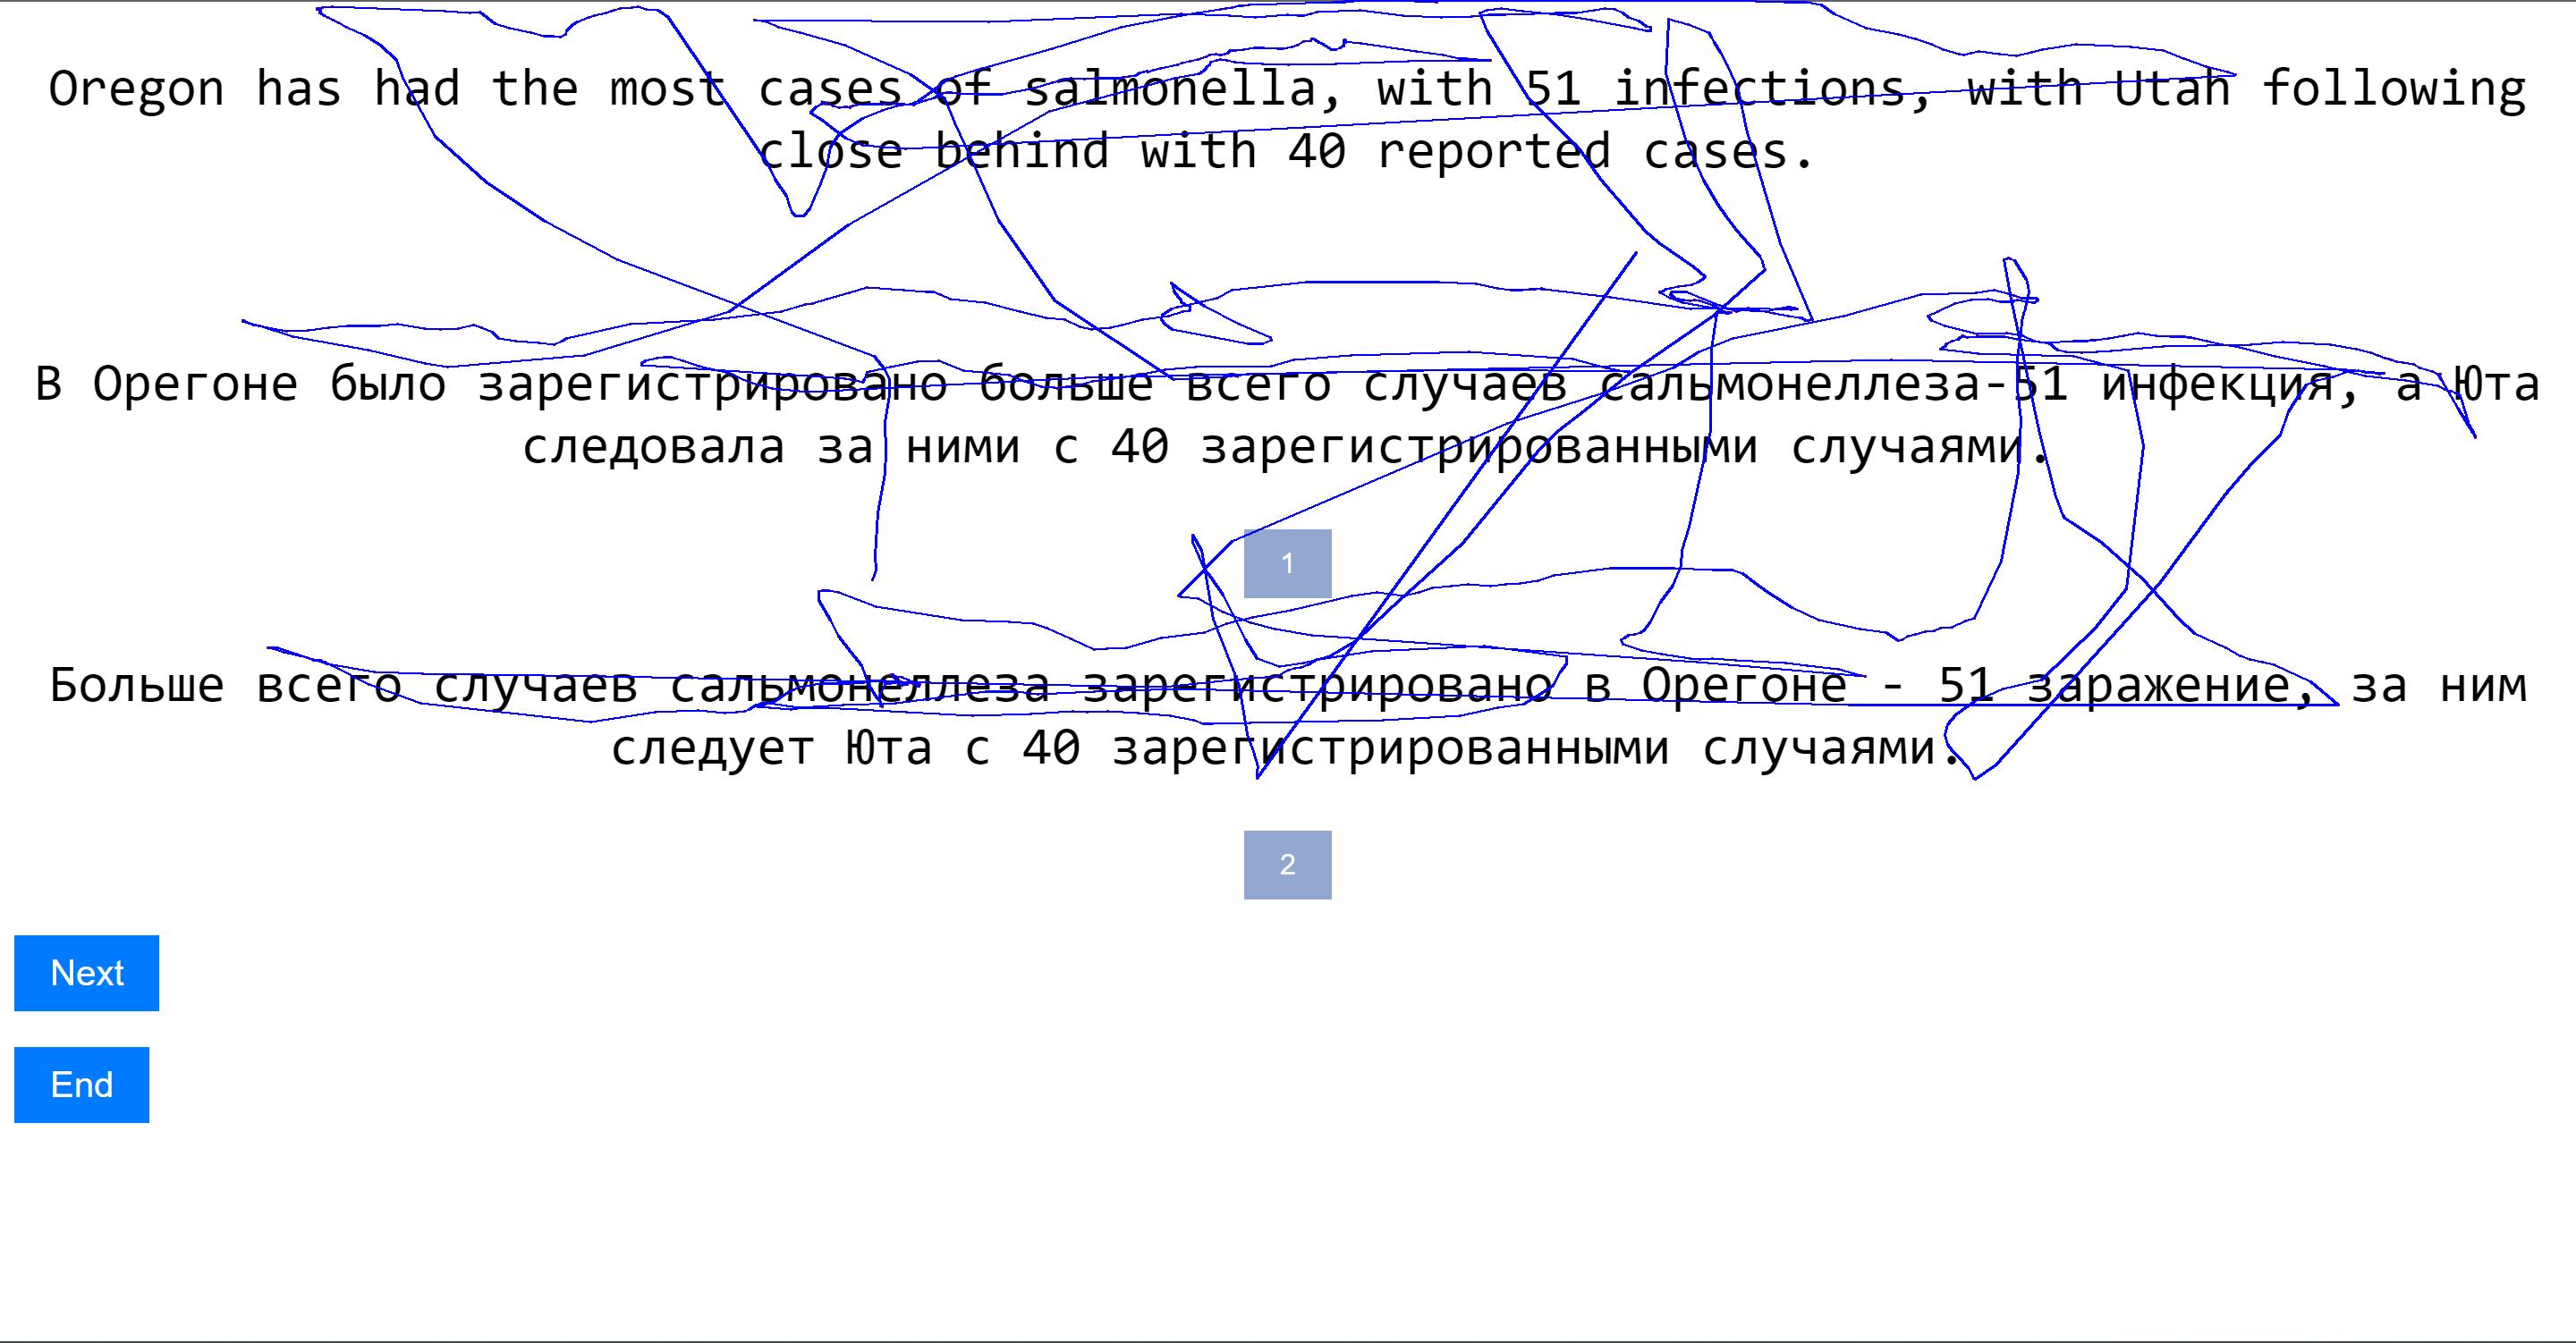 Oregon has had the most cases of salmonella, with 51 infections, with Utah following
close behind with 40 reported cases.
В Орегоне было зарегистрировано больше всего случаев сальмонеллеза-51 инфекция, а Юта
следовала за ними с 40 зарегистрированными случаями.
1
Больше всего случаев сальмонеллеза зарегистрировано в Орегоне - 51 заражение, за ним
следует Юта с 40 зарегистрированными случаями.
2
Next
End